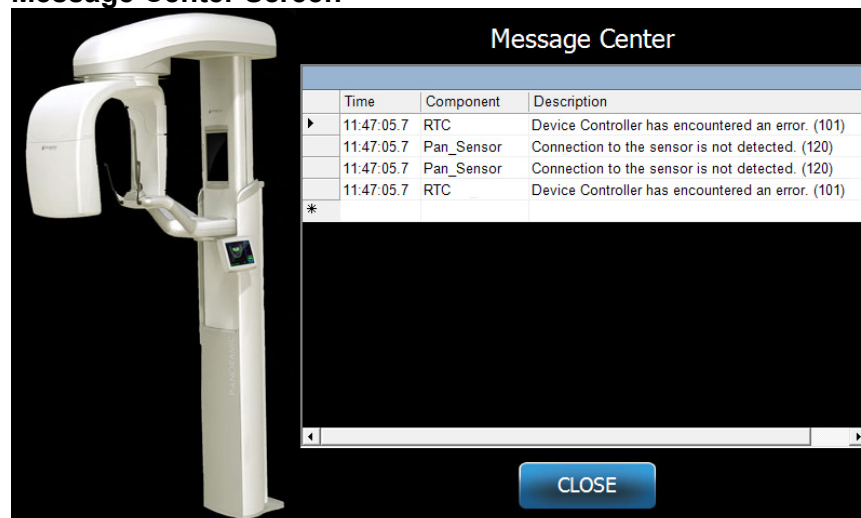 Message Center Screen
Message Center
Time Component Description
11:47:05.7 RTC Device Controller has encountered an error. (101)
11:47:05.7 Pan_Sensor Connection to the sensor is not detected. (120)
11:47:05.7 Pan_Sensor Connection to the sensor is not detected. (120)
11:47:05.7 RTC Device Controller has encountered an error. (101)
PANORAMIC
CLOSE